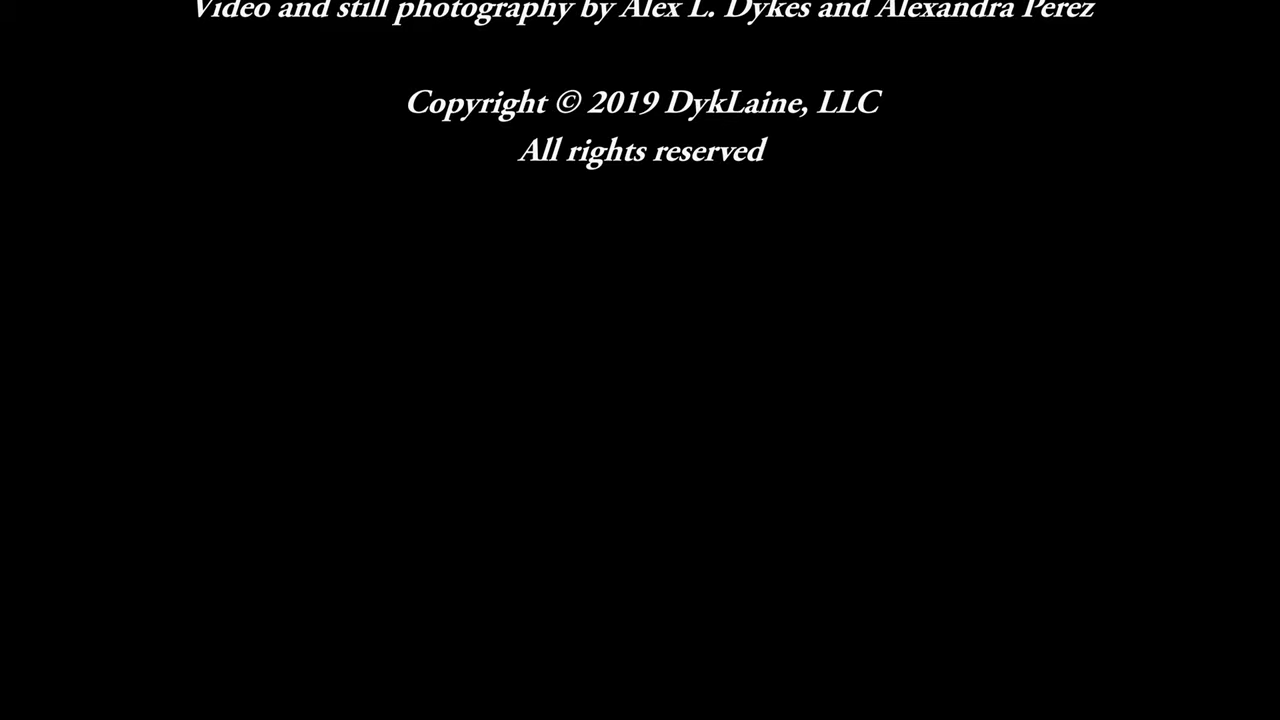 Video and still photography by Alex L. Dykes and Alexandra Perez
Copyright © 2019 DykLaine, LLC
All rights reserved